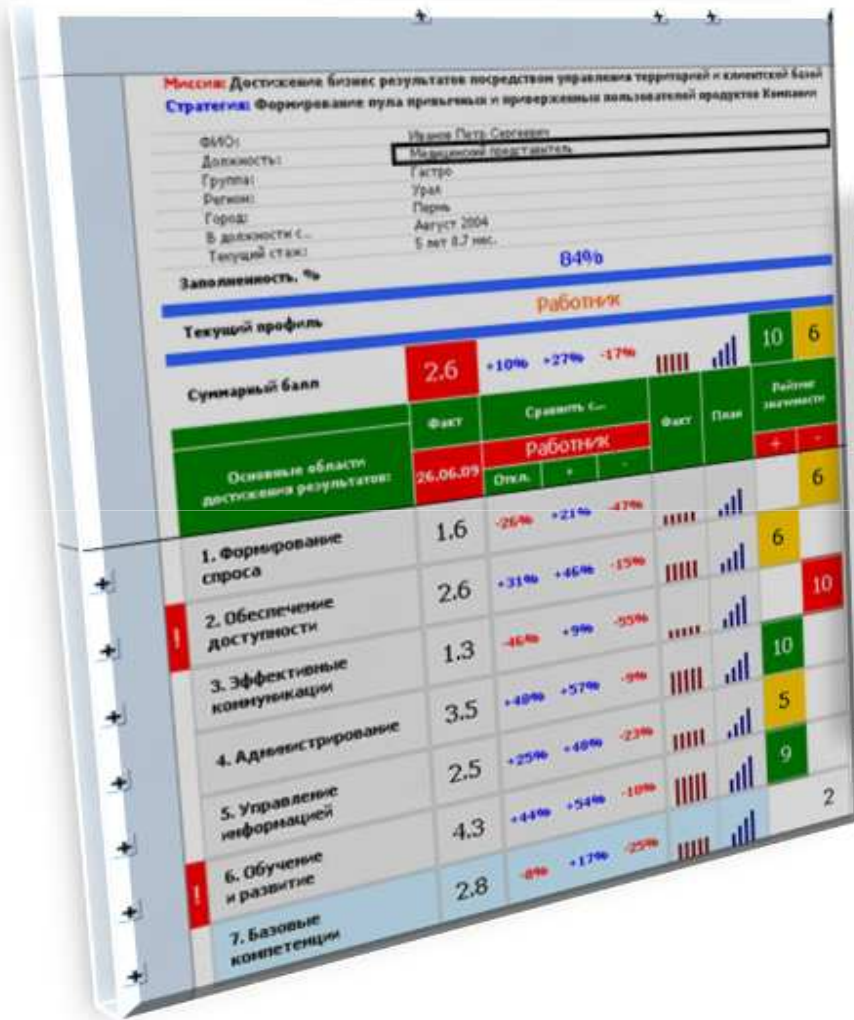 Миссия: Достижение бизнес результатов посредством управления территорией и клиентской базой
Стратегия: Формирование пула привычных и приверженных пользователей продуктов Компании
ФИО: Иванов Петр Сергеевич
Должность: Медицинский представитель
Группа: Гастро
Регион: Урал
Город: Пермь
В должности с... Август 2004
Текущий стаж: 5 лет 8.7 мес.
Заполненность, % 84%
Текущий профиль Работник
Суммарный балл 2.6 +10% +27% -17% 10 6
Основные области достижения результатов: Факт Сравнить с... Факт План Рейтинг значимости
26.06.09 Работник + -
Откл. + -
1. Формирование спроса 1.6 -26% +21% -47% 6
! 2. Обеспечение доступности 2.6 +31% +46% -15% 6
3. Эффективные коммуникации 1.3 -46% +9% -55% 10
4. Администрирование 3.5 +48% +57% -9% 10
5. Управление информацией 2.5 +25% +48% -23% 5
! 6. Обучение и развитие 4.3 +44% +54% -10% 9
7. Базовые компетенции 2.8 -8% +17% -25% 2